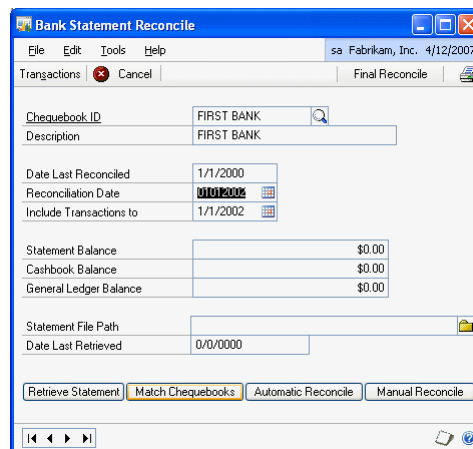 Bank Statement Reconcile
File Edit Tools Help sa Fabrikam, Inc. 4/12/2007
Transactions Cancel Final Reconcile
Chequebook ID FIRST BANK
Description FIRST BANK
Date Last Reconciled 1/1/2000
Reconciliation Date 01012002
Include Transactions to 1/1/2002
Statement Balance $0.00
Cashbook Balance $0.00
General Ledger Balance $0.00
Statement File Path
Date Last Retrieved 0/0/0000
Retrieve Statement Match Chequebooks Automatic Reconcile Manual Reconcile